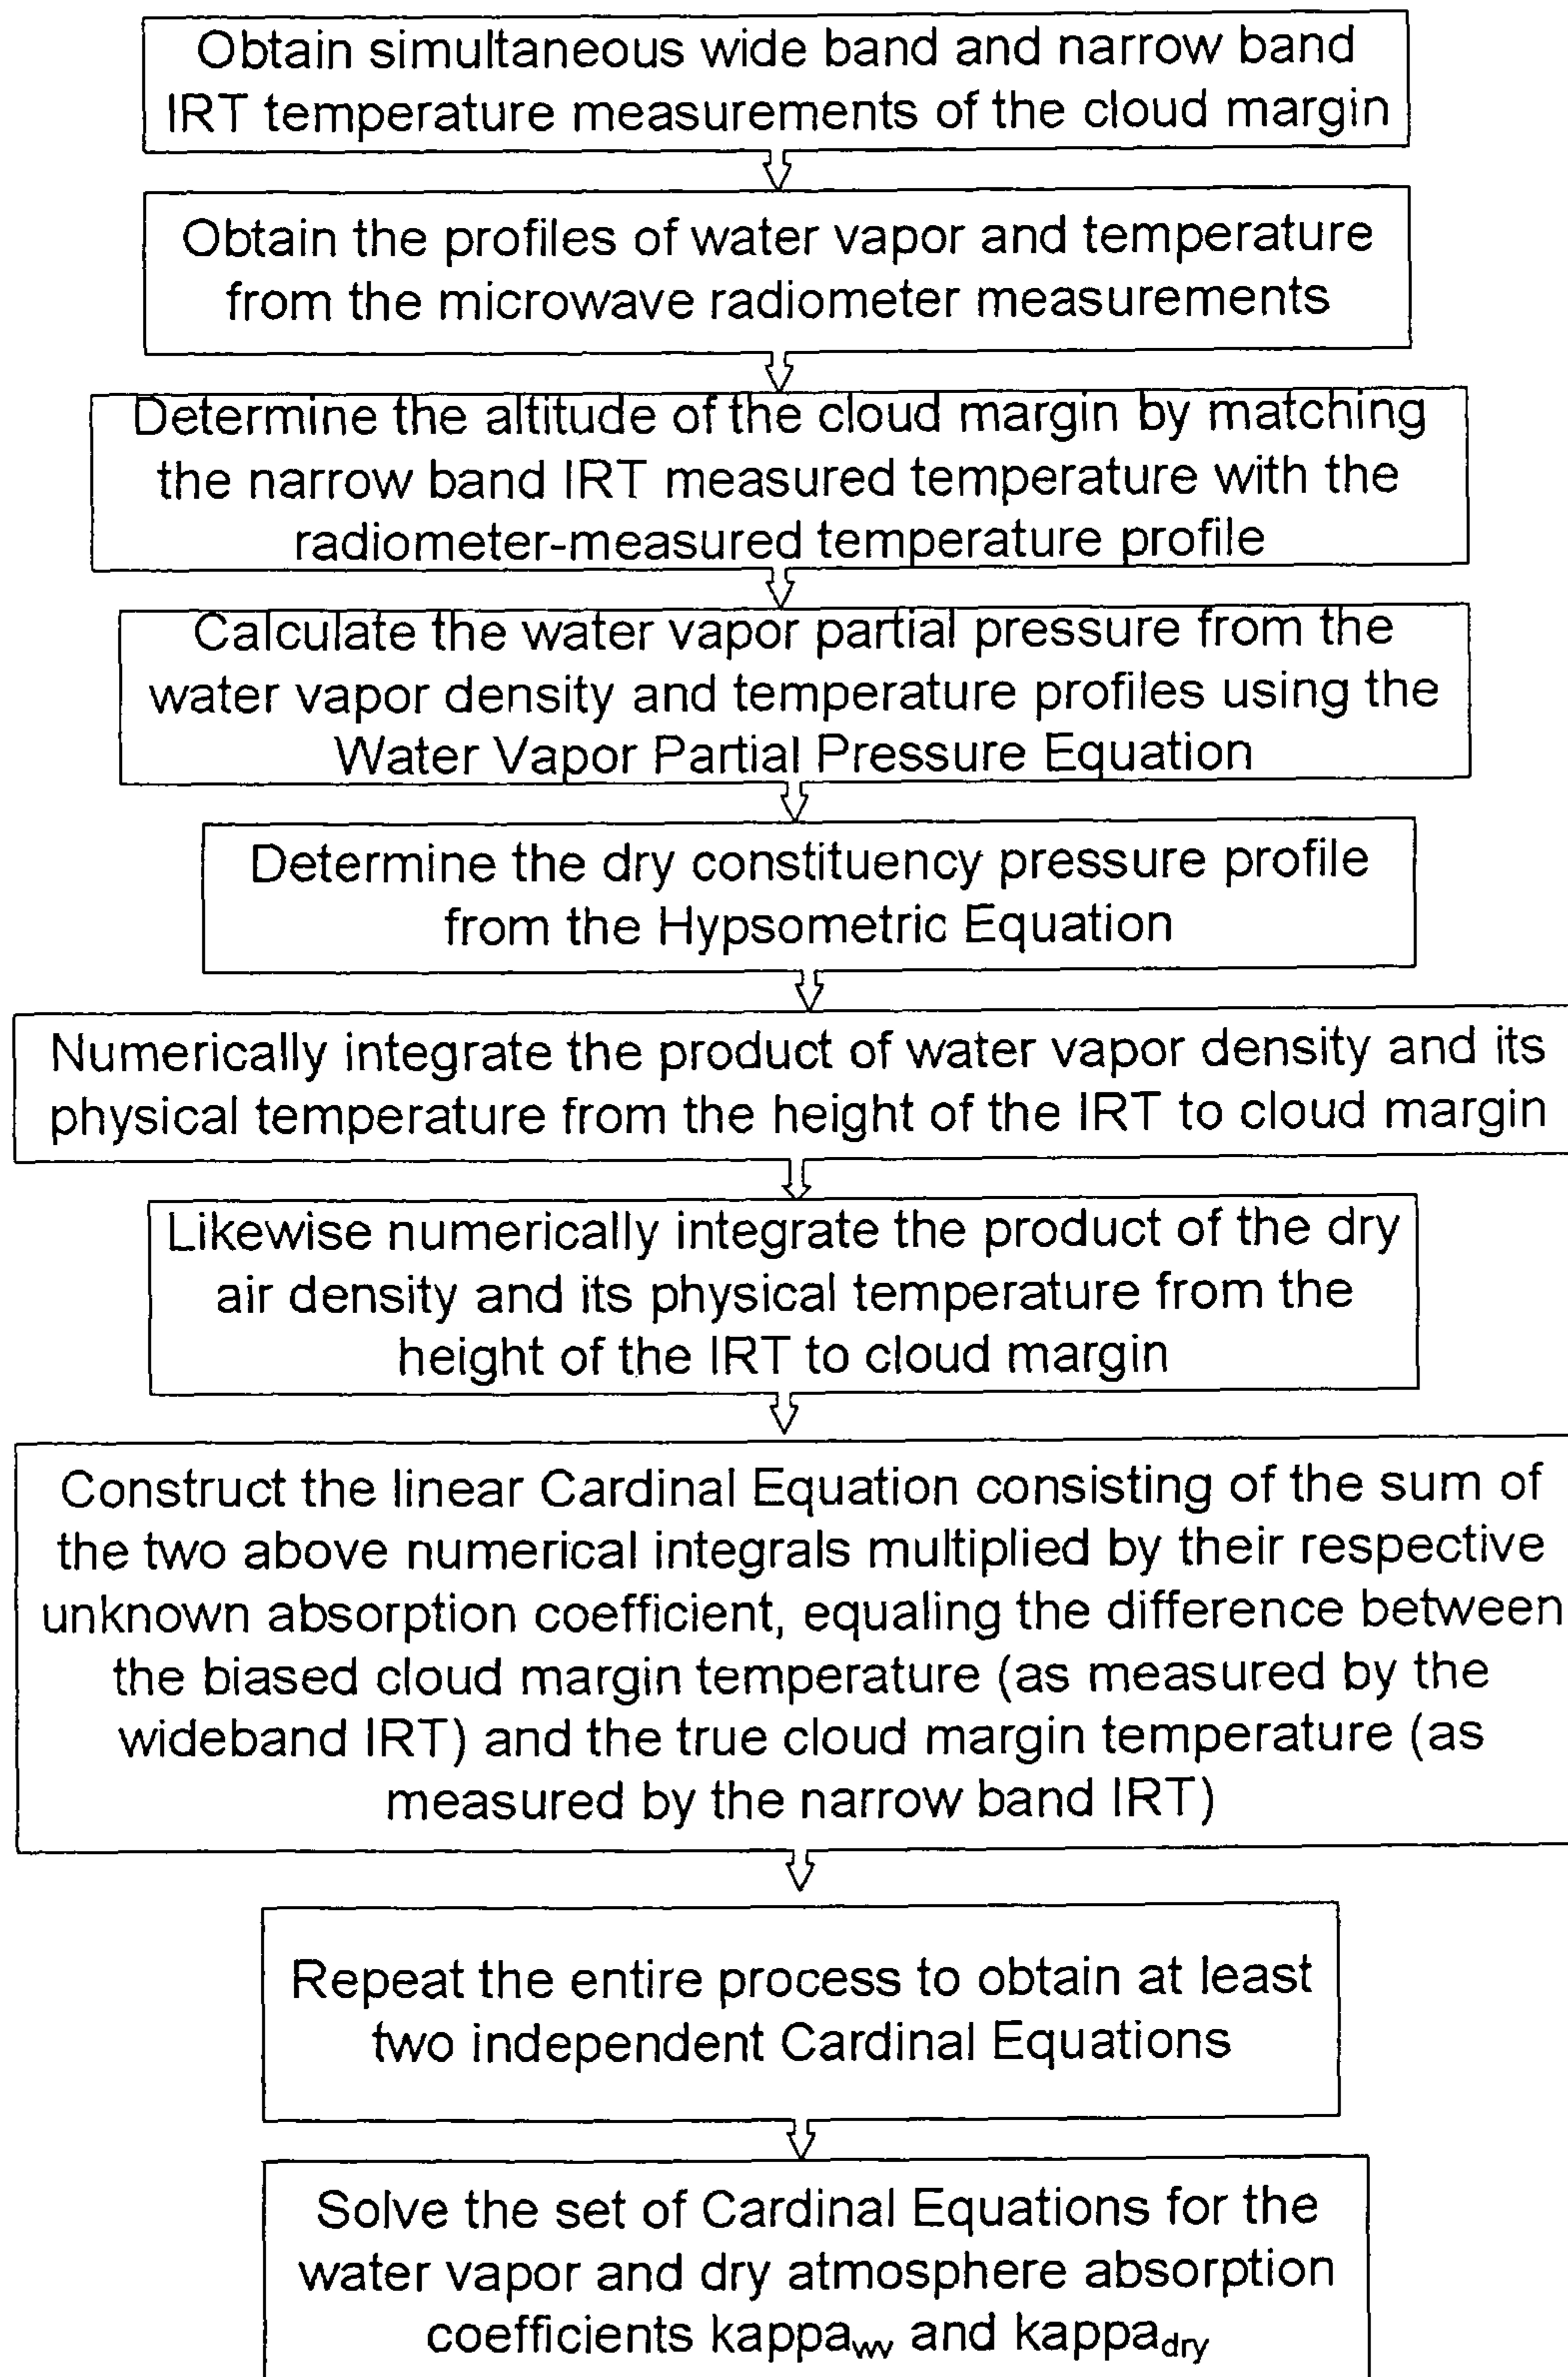 Obtain simultaneous wide band and narrow band
IRT temperature measurements of the cloud margin
Obtain the profiles of water vapor and temperature
from the microwave radiometer measurements
Determine the altitude of the cloud margin by matching
the narrow band IRT measured temperature with the
radiometer-measured temperature profile
Calculate the water vapor partial pressure from the
water vapor density and temperature profiles using the
Water Vapor Partial Pressure Equation
Determine the dry constituency pressure profile
from the Hypsometric Equation
Numerically integrate the product of water vapor density and its
physical temperature from the height of the IRT to cloud margin
Likewise numerically integrate the product of the dry
air density and its physical temperature from the
height of the IRT to cloud margin
Construct the linear Cardinal Equation consisting of the sum of
the two above numerical integrals multiplied by their respective
unknown absorption coefficient, equaling the difference between
the biased cloud margin temperature (as measured by the
wideband IRT) and the true cloud margin temperature (as
measured by the narrow band IRT)
Repeat the entire process to obtain at least
two independent Cardinal Equations
Solve the set of Cardinal Equations for the
water vapor and dry atmosphere absorption
coefficients kappawv and kappadry